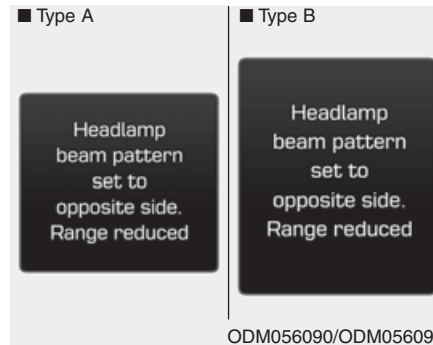 ■ Type A
■ Type B
Headlamp
beam pattern
set to
opposite side.
Range reduced
Headlamp
beam pattern
set to
opposite side.
Range reduced
ODM056090/ODM05609